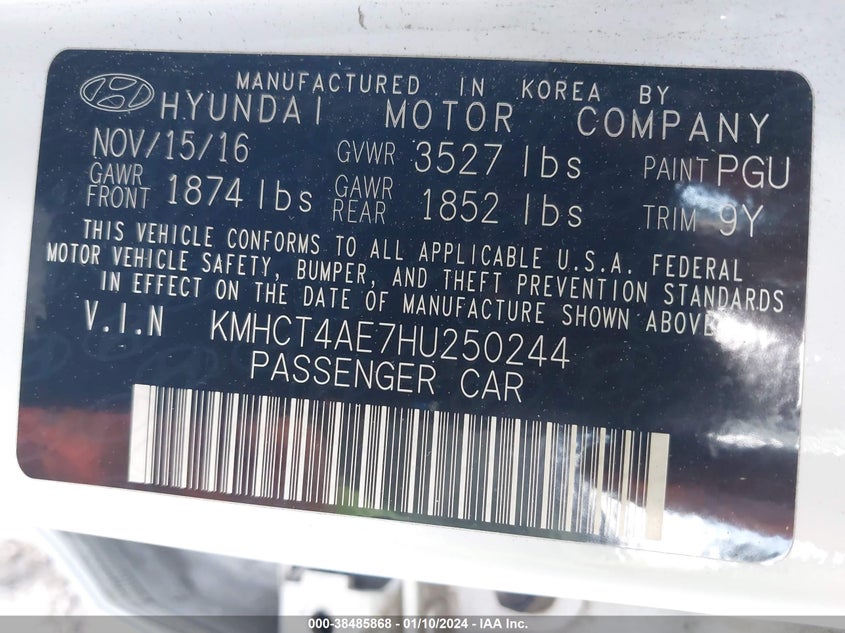 MANUFACTURED IN KOREA BY
HYUNDAI MOTOR COMPANY
NOV/15/16 GVWR 3527 lbs PAINT PGU
GAWR FRONT 1874 lbs GAWR REAR 1852 lbs TRIM 9Y
THIS VEHICLE CONFORMS TO ALL APPLICABLE U.S.A. FEDERAL
MOTOR VEHICLE SAFETY, BUMPER, AND THEFT PREVENTION STANDARDS
IN EFFECT ON THE DATE OF MANUFACTURE SHOWN ABOVE.
V.I.N KMHCT4AE7HU250244
PASSENGER CAR
000-38485868 - 01/10/2024 - IAA Inc.